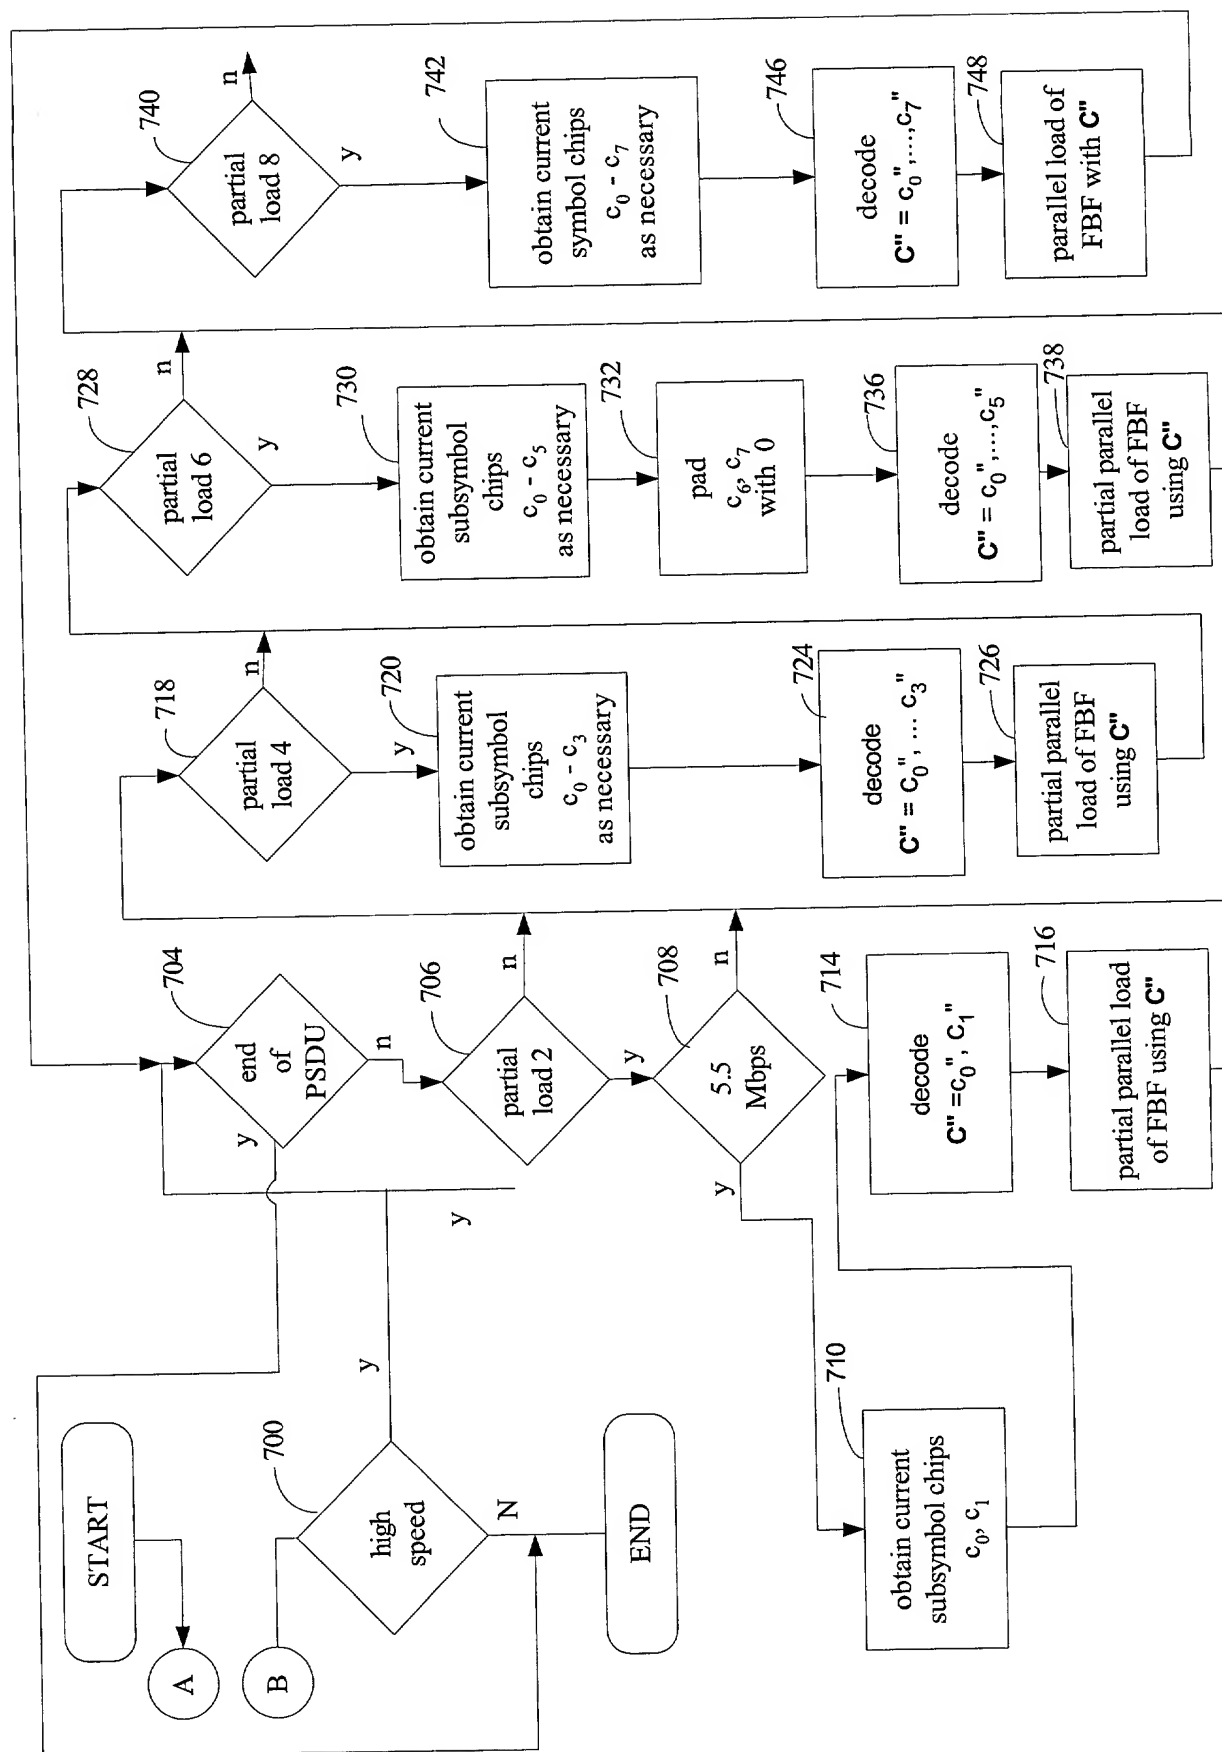 START
A
B
high
speed
700
y
N
END
y
end
of
PSDU
704
y
n
partial
load 2
706
n
y
5.5
Mbps
708
n
y
obtain current
subsymbol chips
c0, c1
710
decode
C" =c0", c1"
714
partial parallel load
of FBF using C"
716
partial
load 4
718
n
y
obtain current
subsymbol
chips
c0 - c3
as necessary
720
decode
C" = c0", ... c3"
724
partial parallel
load of FBF
using C"
726
partial
load 6
728
n
y
obtain current
subsymbol
chips
c0 - c5
as necessary
730
pad
c6, c7
with 0
732
decode
C" = c0",...,c5"
736
partial parallel
load of FBF
using C"
738
partial
load 8
740
n
y
obtain current
symbol chips
c0 - c7
as necessary
742
decode
C" = c0",...,c7"
746
parallel load of
FBF with C"
748